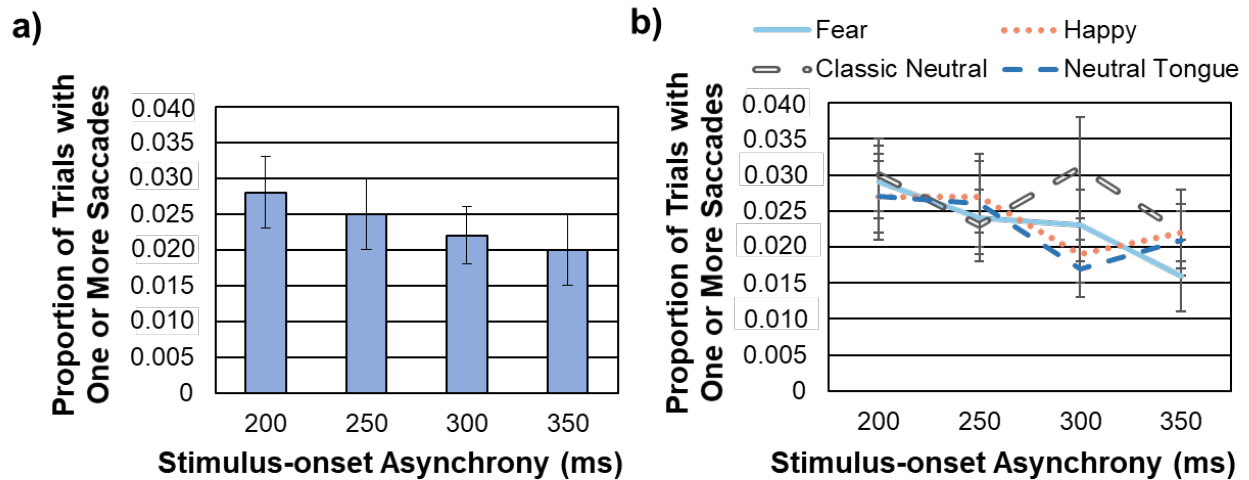 a)
Proportion of Trials with
One or More Saccades
0.040
0.035
0.030
0.025
0.020
0.015
0.010
0.005
0
200 250 300 350
Stimulus-onset Asynchrony (ms)
b)
Fear Happy
Classic Neutral Neutral Tongue
Proportion of Trials with
One or More Saccades
0.040
0.035
0.030
0.025
0.020
0.015
0.010
0.005
0
200 250 300 350
Stimulus-onset Asynchrony (ms)